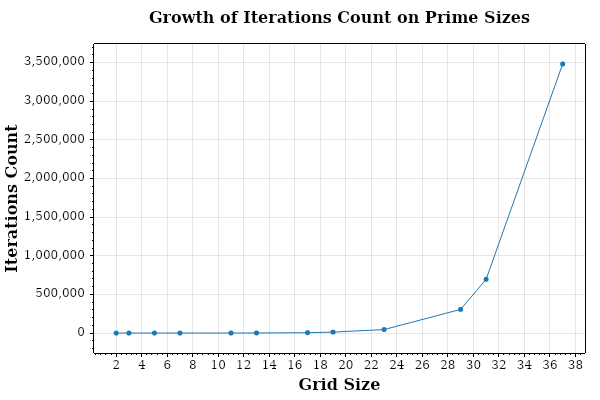 Growth of Iterations Count on Prime Sizes
Iterations Count
3,500,000
3,000,000
2,500,000
2,000,000
1,500,000
1,000,000
500,000
0
2 4 6 8 10 12 14 16 18 20 22 24 26 28 30 32 34 36 38
Grid Size